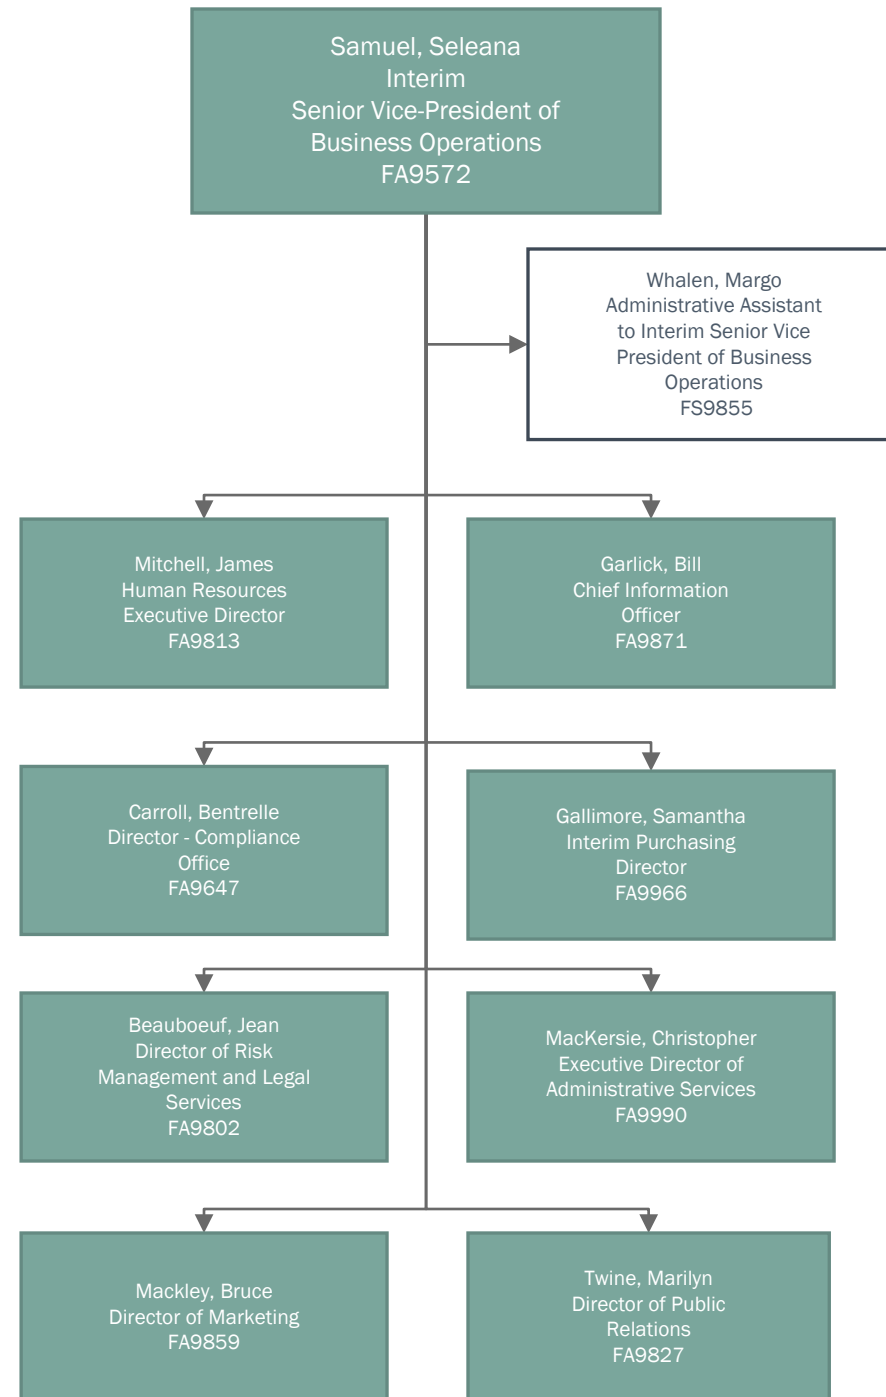 Samuel, Seleana
Interim
Senior Vice-President of
Business Operations
FA9572
Whalen, Margo
Administrative Assistant
to Interim Senior Vice
President of Business
Operations
FS9855
Mitchell, James
Human Resources
Executive Director
FA9813
Garlick, Bill
Chief Information
Officer
FA9871
Carroll, Bentrelle
Director - Compliance
Office
FA9647
Gallimore, Samantha
Interim Purchasing
Director
FA9966
Beauboeuf, Jean
Director of Risk
Management and Legal
Services
FA9802
MacKersie, Christopher
Executive Director of
Administrative Services
FA9990
Mackley, Bruce
Director of Marketing
FA9859
Twine, Marilyn
Director of Public
Relations
FA9827